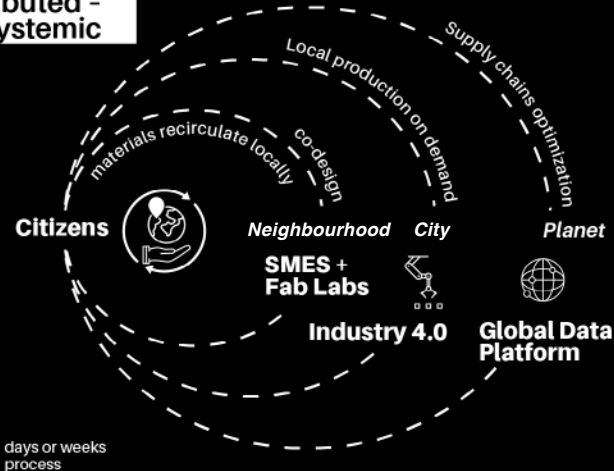 buted –
ystemic
Supply chains optimization
Local production on demand
co-design
materials recirculate locally
Citizens
Neighbourhood
City
Planet
SMES +
Fab Labs
Industry 4.0
Global Data
Platform
days or weeks
process